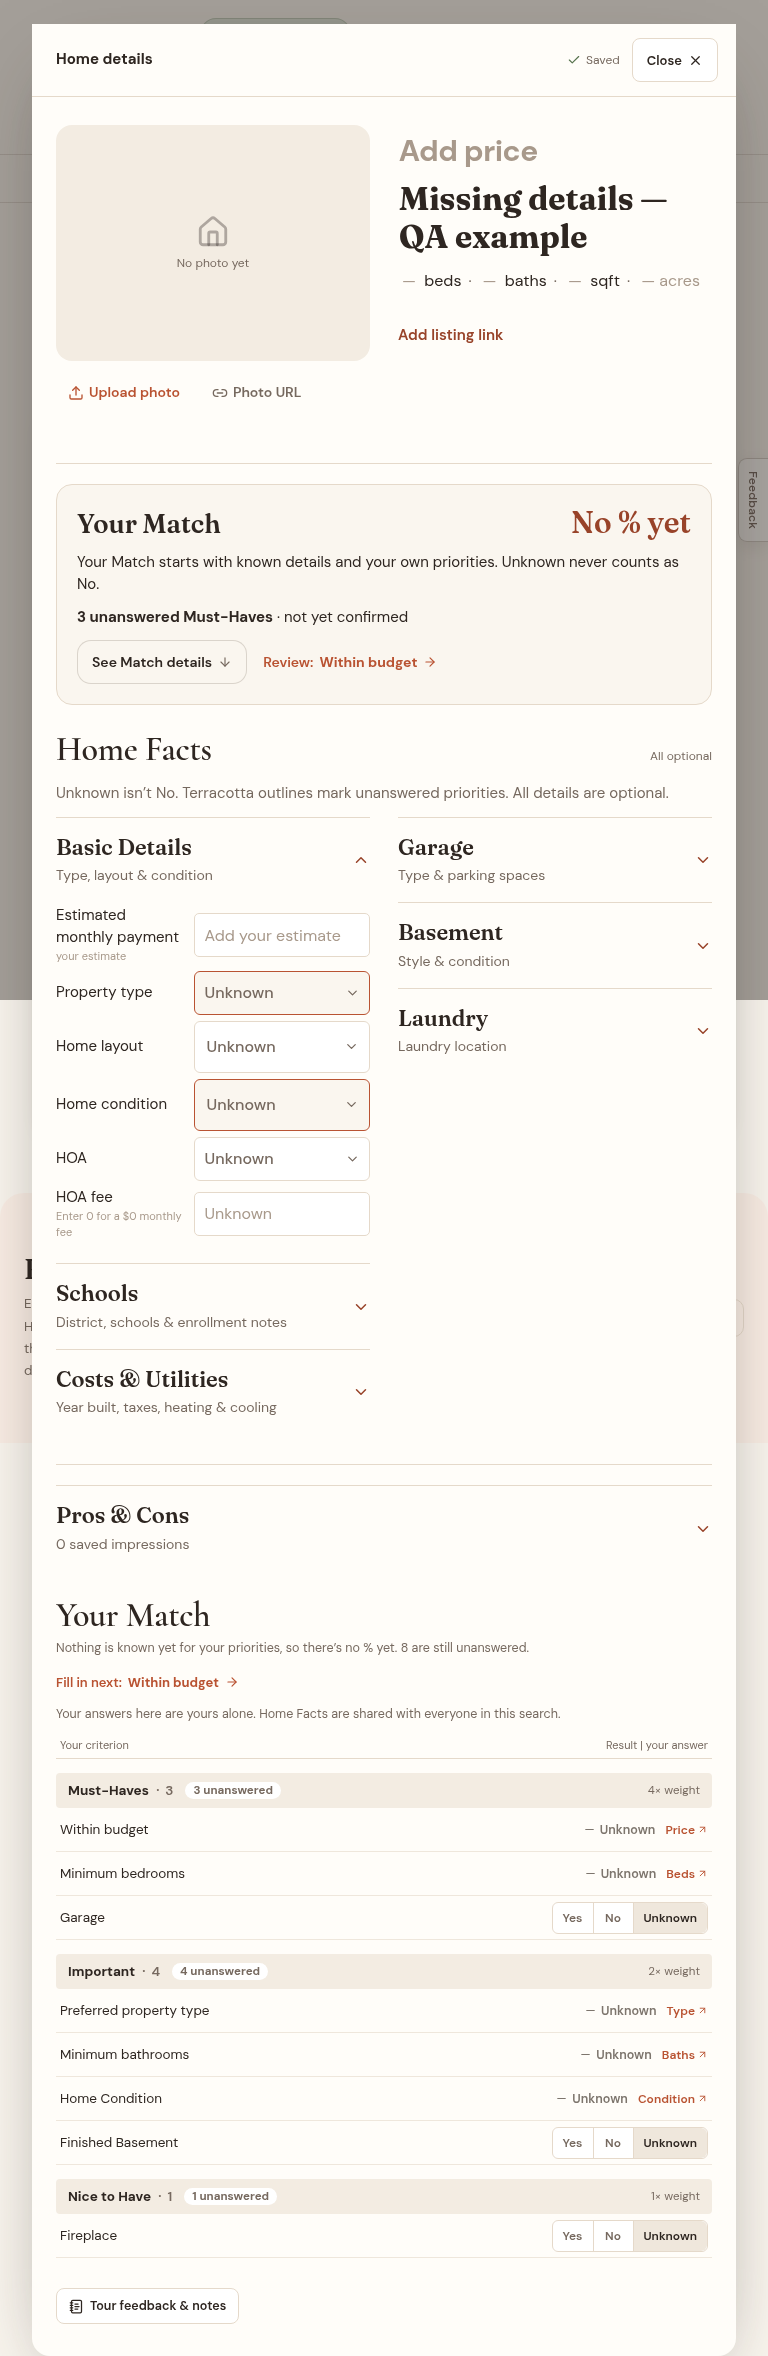 Home details
Saved
Close
No photo yet
Upload photo
Photo URL
Add price
Missing details —
QA example
— beds · — baths · — sqft · — acres
Add listing link
Feedback
Your Match
No % yet
Your Match starts with known details and your own priorities. Unknown never counts as
No.
3 unanswered Must-Haves · not yet confirmed
See Match details
Review: Within budget
Home Facts
All optional
Unknown isn’t No. Terracotta outlines mark unanswered priorities. All details are optional.
Basic Details
Type, layout & condition
Estimated
monthly payment
your estimate
Add your estimate
Property type
Unknown
Home layout
Unknown
Home condition
Unknown
HOA
Unknown
HOA fee
Enter 0 for a $0 monthly
fee
Unknown
Schools
District, schools & enrollment notes
Costs & Utilities
Year built, taxes, heating & cooling
Garage
Type & parking spaces
Basement
Style & condition
Laundry
Laundry location
Pros & Cons
0 saved impressions
Your Match
Nothing is known yet for your priorities, so there’s no % yet. 8 are still unanswered.
Fill in next: Within budget
Your answers here are yours alone. Home Facts are shared with everyone in this search.
Your criterion
Result | your answer
Must-Haves · 3 3 unanswered 4× weight
Within budget — Unknown Price
Minimum bedrooms — Unknown Beds
Garage Yes No Unknown
Important · 4 4 unanswered 2× weight
Preferred property type — Unknown Type
Minimum bathrooms — Unknown Baths
Home Condition — Unknown Condition
Finished Basement Yes No Unknown
Nice to Have · 1 1 unanswered 1× weight
Fireplace Yes No Unknown
Tour feedback & notes